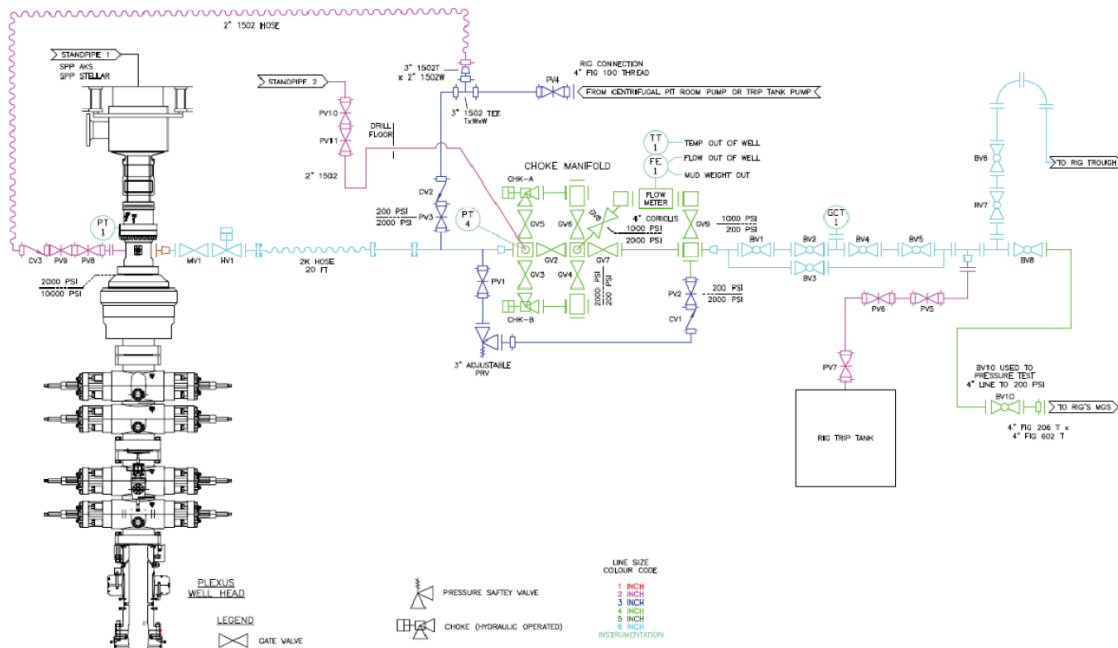 2" 1502 HOSE
STANDPIPE 1
SPP AKS
SPP STELLAR
STANDPIPE 2
3" 1502T
x 2" 1502W
RIG CONNECTION
4" FIG 100 THREAD
PV4
FROM CENTRIFUGAL PIT ROOM PUMP OR TRIP TANK PUMP
3" 1502 TEE
TxWxW
PV10
PV11
DRILL
FLOOR
2" 1502
TT
1
TEMP OUT OF WELL
FE
1
FLOW OUT OF WELL
MUD WEIGHT OUT
CHOKE MANIFOLD
CHK-A
FLOW
METER
BV6
TO RIG TROUGH
BV7
CV2
PV3
200 PSI
2000 PSI
PT
4
GV5
GV6
GV8
4" CORIOLIS
1000 PSI
2000 PSI
GV9
1000 PSI
200 PSI
GCT
1
PT
1
CV3
PV9
PV8
MV1
HV1
2K HOSE
20 FT
GV2
GV7
BV1
BV2
BV4
BV5
BV3
BV8
2000 PSI
10000 PSI
PV1
GV3
GV4
2000 PSI
200 PSI
PV2
CV1
200 PSI
2000 PSI
CHK-B
3" ADJUSTABLE
PRV
PV6
PV5
PV7
RIG TRIP TANK
BV10 USED TO
PRESSURE TEST
4" LINE TO 200 PSI
BV10
TO RIG'S MGS
4" FIG 206 T x
4" FIG 602 T
PLEXUS
WELL HEAD
LEGEND
GATE VALVE
PRESSURE SAFTEY VALVE
CHOKE (HYDRAULIC OPERATED)
LINE SIZE
COLOUR CODE
1 INCH
2 INCH
3 INCH
4 INCH
5 INCH
6 INCH
INSTRUMENTATION